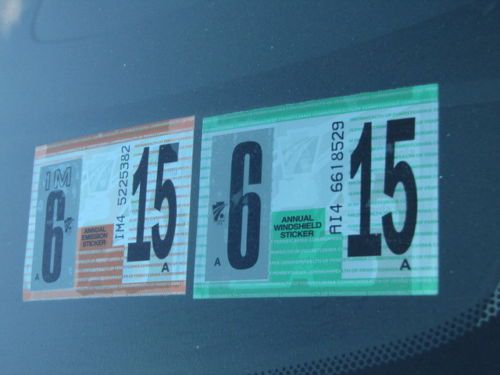 IM
6
A
ANNUAL
EMISSION
STICKER
IM4 5225382
15
A
6
A
ANNUAL
WINDSHIELD
STICKER
AI4 6618529
15
A